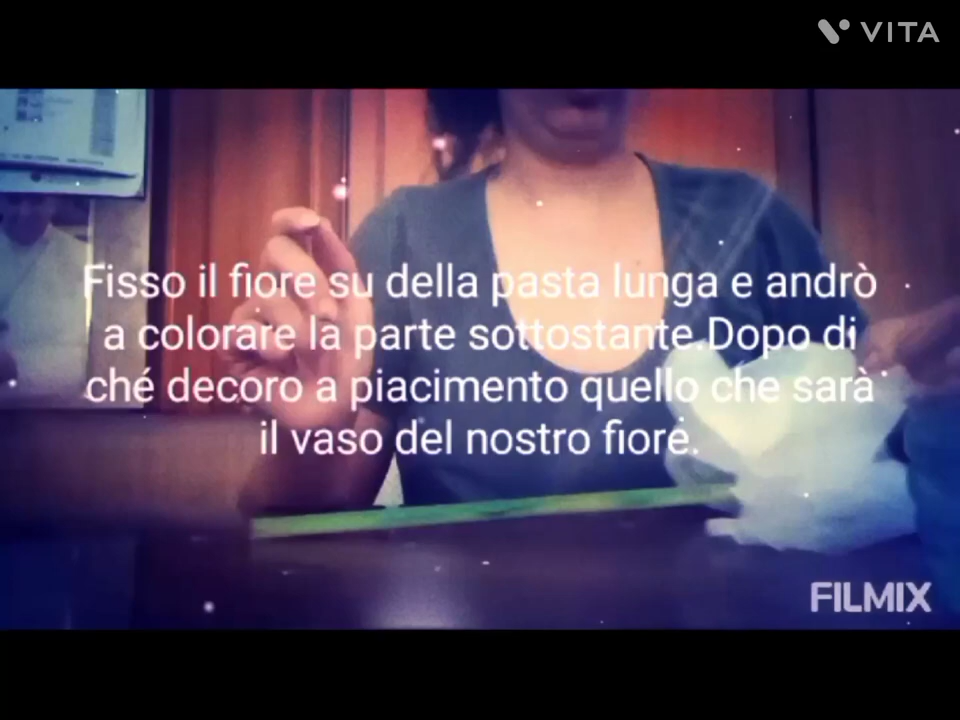 VITA
Fisso il fiore su della pasta lunga e andrò
a colorare la parte sottostante.Dopo di
ché decoro a piacimento quello che sarà
il vaso del nostro fiore.
FILMIX